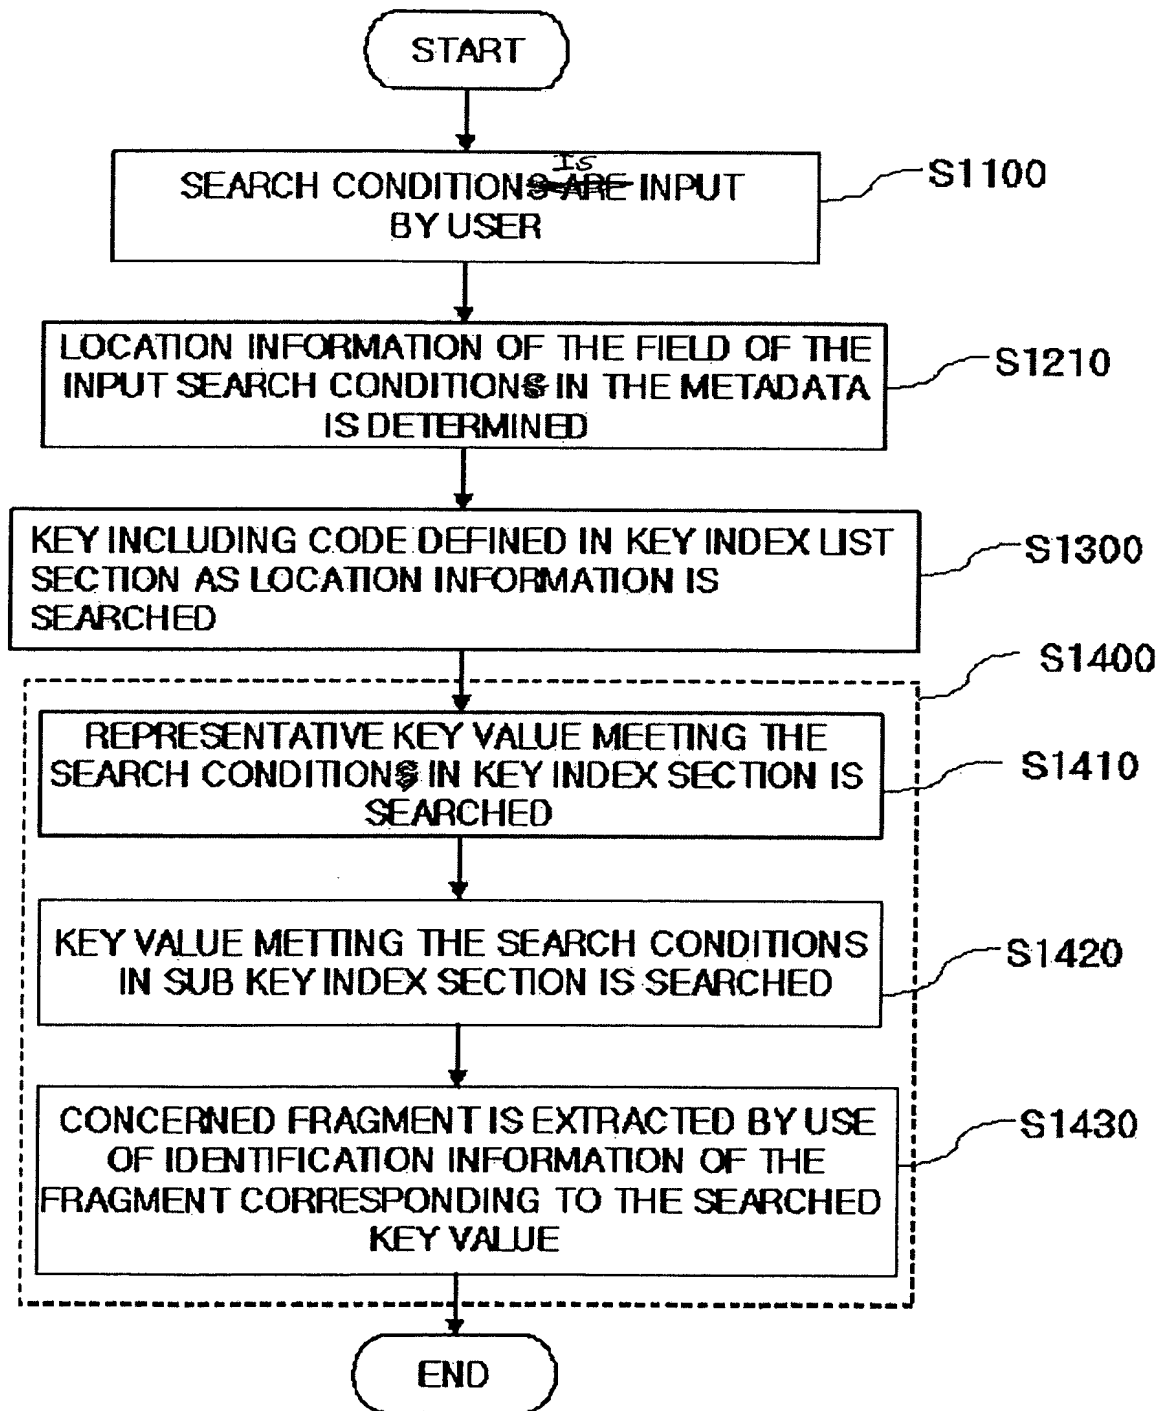 START
IS
SEARCH CONDITIONS ARE INPUT
BY USER
S1100
LOCATION INFORMATION OF THE FIELD OF THE
INPUT SEARCH CONDITIONS IN THE METADATA
IS DETERMINED
S1210
KEY INCLUDING CODE DEFINED IN KEY INDEX LIST
SECTION AS LOCATION INFORMATION IS
SEARCHED
S1300
S1400
REPRESENTATIVE KEY VALUE MEETING THE
SEARCH CONDITIONS IN KEY INDEX SECTION IS
SEARCHED
S1410
KEY VALUE METTING THE SEARCH CONDITIONS
IN SUB KEY INDEX SECTION IS SEARCHED
S1420
CONCERNED FRAGMENT IS EXTRACTED BY USE
OF IDENTIFICATION INFORMATION OF THE
FRAGMENT CORRESPONDING TO THE SEARCHED
KEY VALUE
S1430
END